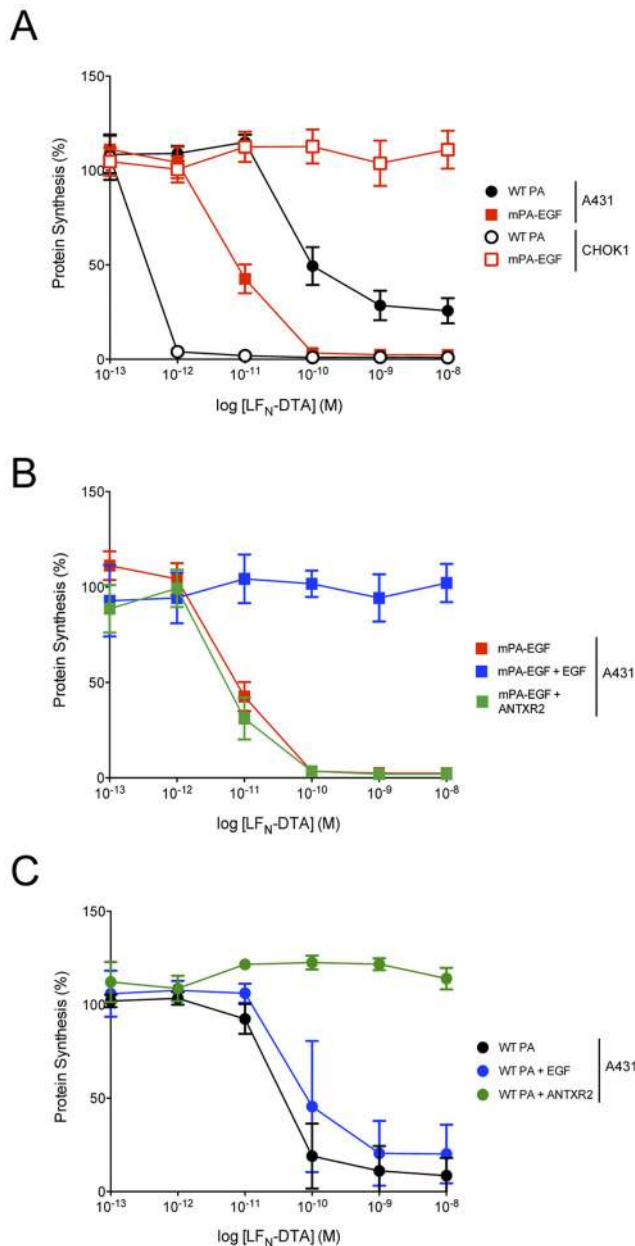 A
150
100
50
0
Protein Synthesis (%)
10-13 10-12 10-11 10-10 10-9 10-8
log [LFN-DTA] (M)
WT PA
mPA-EGF
A431
WT PA
mPA-EGF
CHOK1
B
150
100
50
0
Protein Synthesis (%)
10-13 10-12 10-11 10-10 10-9 10-8
log [LFN-DTA] (M)
mPA-EGF
mPA-EGF + EGF
mPA-EGF +
ANTXR2
A431
C
150
100
50
0
Protein Synthesis (%)
10-13 10-12 10-11 10-10 10-9 10-8
log [LFN-DTA] (M)
WT PA
WT PA + EGF
WT PA + ANTXR2
A431